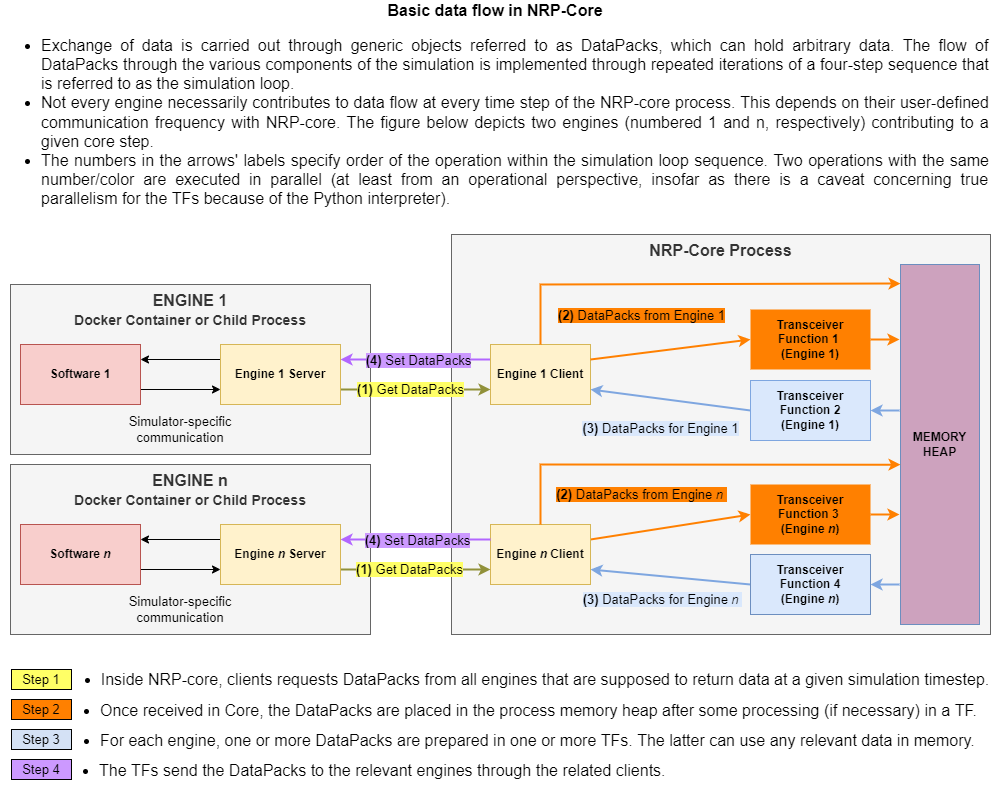 Basic data flow in NRP-Core
• Exchange of data is carried out through generic objects referred to as DataPacks, which can hold arbitrary data. The flow of
DataPacks through the various components of the simulation is implemented through repeated iterations of a four-step sequence that
is referred to as the simulation loop.
• Not every engine necessarily contributes to data flow at every time step of the NRP-core process. This depends on their user-defined
communication frequency with NRP-core. The figure below depicts two engines (numbered 1 and n, respectively) contributing to a
given core step.
• The numbers in the arrows' labels specify order of the operation within the simulation loop sequence. Two operations with the same
number/color are executed in parallel (at least from an operational perspective, insofar as there is a caveat concerning true
parallelism for the TFs because of the Python interpreter).
NRP-Core Process
ENGINE 1
Docker Container or Child Process
Software 1
Engine 1 Server
Simulator-specific
communication
(4) Set DataPacks
(1) Get DataPacks
Engine 1 Client
(2) DataPacks from Engine 1
Transceiver
Function 1
(Engine 1)
Transceiver
Function 2
(Engine 1)
(3) DataPacks for Engine 1
MEMORY
HEAP
ENGINE n
Docker Container or Child Process
Software n
Engine n Server
Simulator-specific
communication
(4) Set DataPacks
(1) Get DataPacks
Engine n Client
(2) DataPacks from Engine n
Transceiver
Function 3
(Engine n)
Transceiver
Function 4
(Engine n)
(3) DataPacks for Engine n
Step 1 • Inside NRP-core, clients requests DataPacks from all engines that are supposed to return data at a given simulation timestep.
Step 2 • Once received in Core, the DataPacks are placed in the process memory heap after some processing (if necessary) in a TF.
Step 3 • For each engine, one or more DataPacks are prepared in one or more TFs. The latter can use any relevant data in memory.
Step 4 • The TFs send the DataPacks to the relevant engines through the related clients.